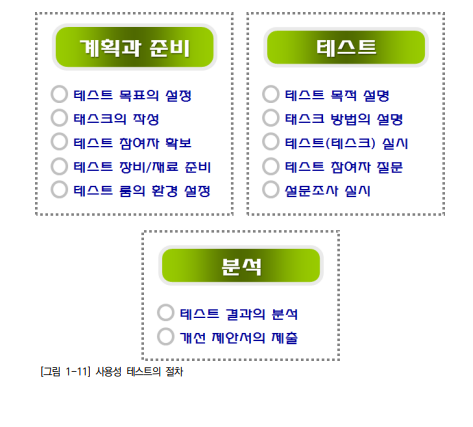 계획과 준비
테스트 목표의 설정
태스크의 작성
테스트 참여자 확보
테스트 장비/재료 준비
테스트 룸의 환경 설정
테스트
테스트 목적 설명
태스크 방법의 설명
테스트(태스크) 실시
테스트 참여자 질문
설문조사 실시
분석
테스트 결과의 분석
개선 제안서의 제출
[그림 1-11] 사용성 테스트의 절차